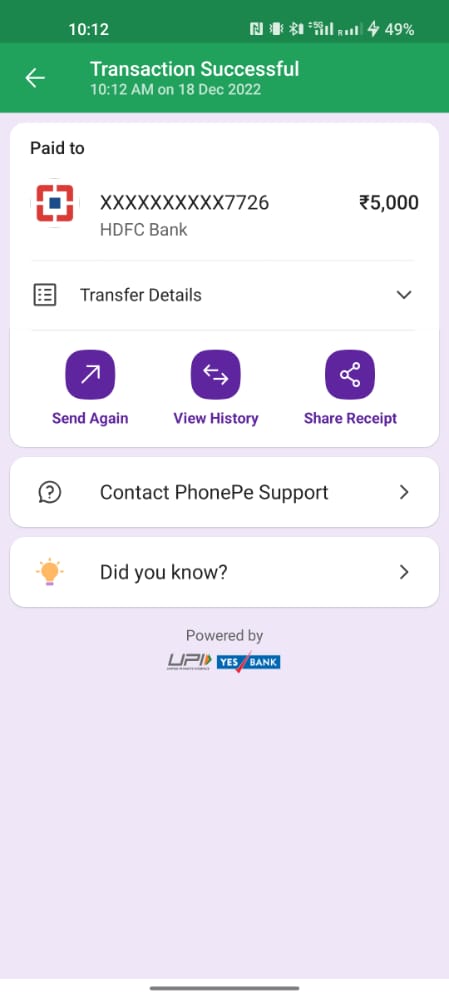 10:12
5G
R
49%
Transaction Successful
10:12 AM on 18 Dec 2022
Paid to
XXXXXXXXXX7726
₹5,000
HDFC Bank
Transfer Details
Send Again
View History
Share Receipt
Contact PhonePe Support
Did you know?
Powered by
UPI
YES BANK